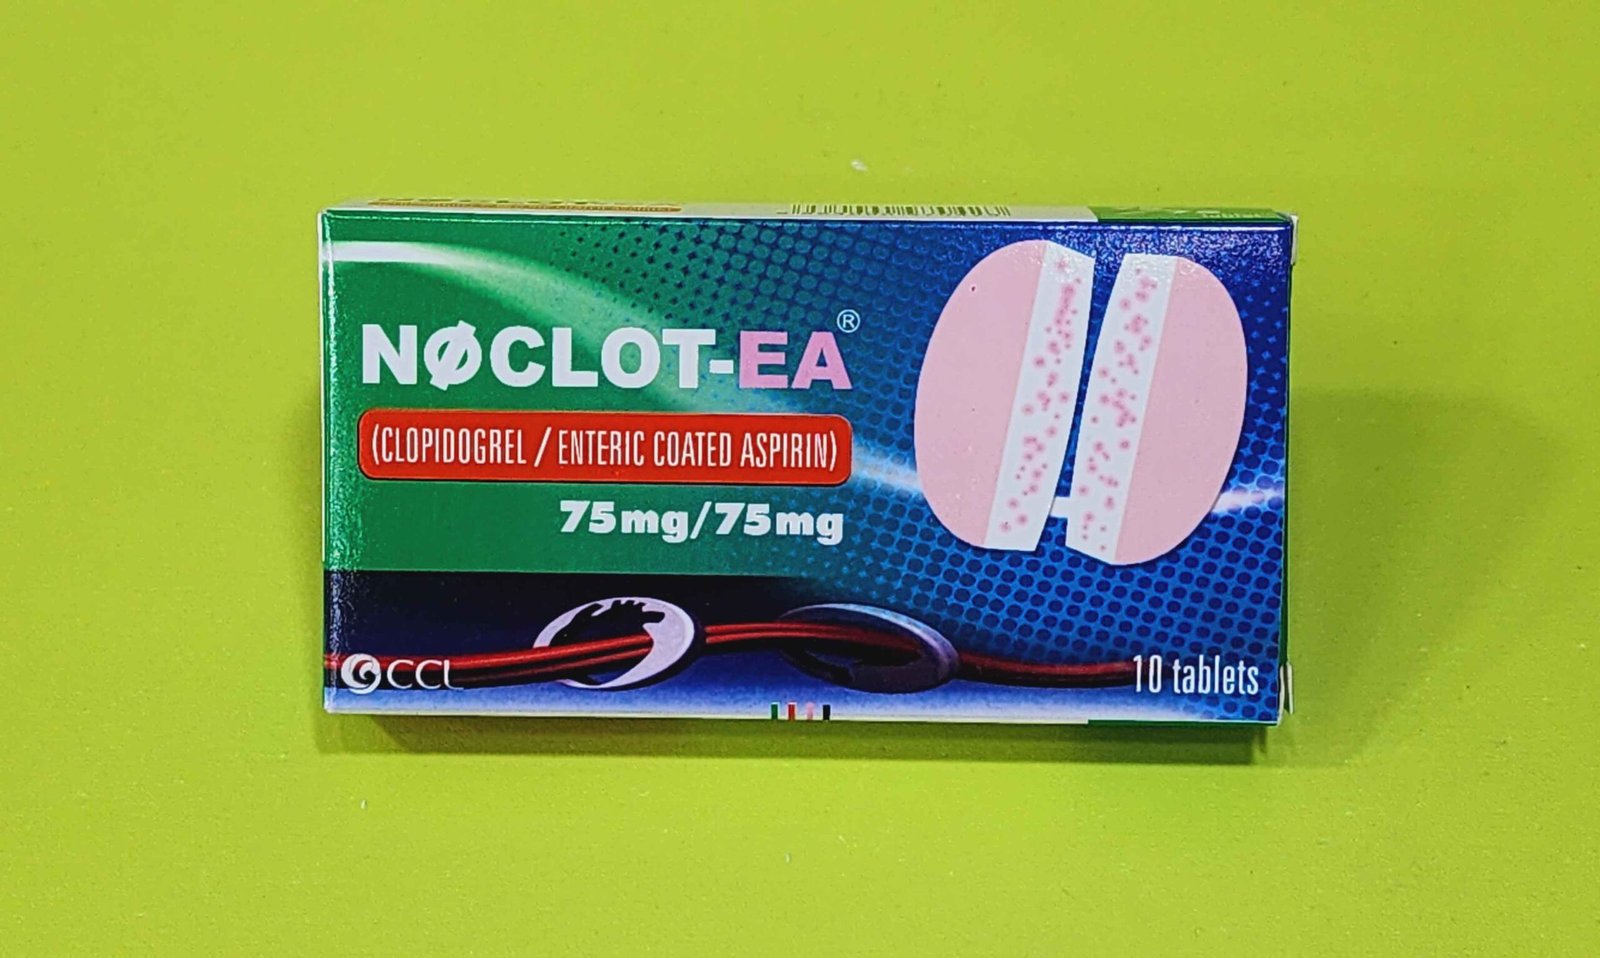 NØCLOT-EA®
(CLOPIDOGREL / ENTERIC COATED ASPIRIN)
75mg/75mg
CCL
10 tablets